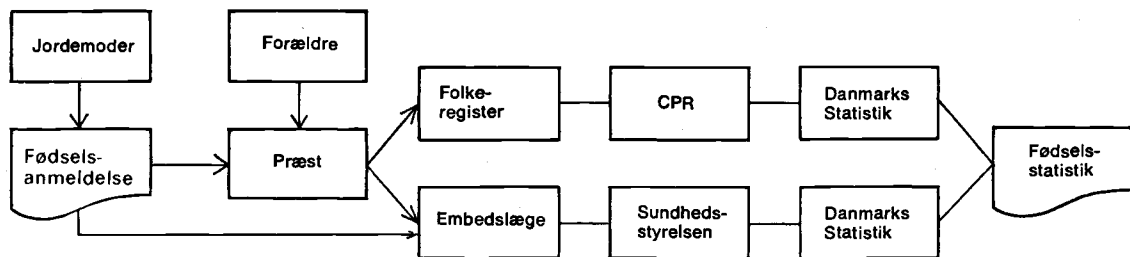 Jordemoder
Forældre
Folke-
register
CPR
Danmarks
Statistik
Fødsels-
anmeldelse
Præst
Fødsels-
statistik
Embedslæge
Sundheds-
styrelsen
Danmarks
Statistik